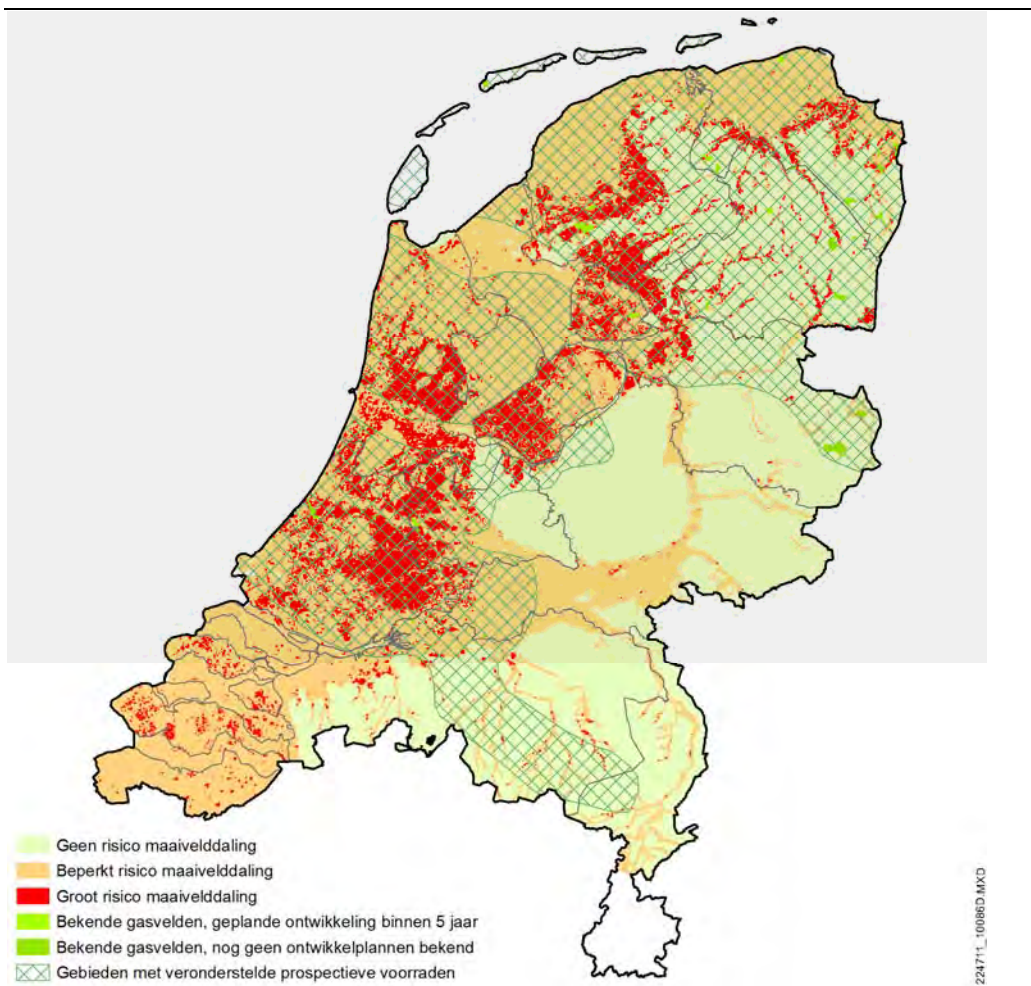 Geen risico maaivelddaling
Beperkt risico maaivelddaling
Groot risico maaivelddaling
Bekende gasvelden, geplande ontwikkeling binnen 5 jaar
Bekende gasvelden, nog geen ontwikkelplannen bekend
Gebieden met veronderstelde prospectieve voorraden
224711_10086D.MXD